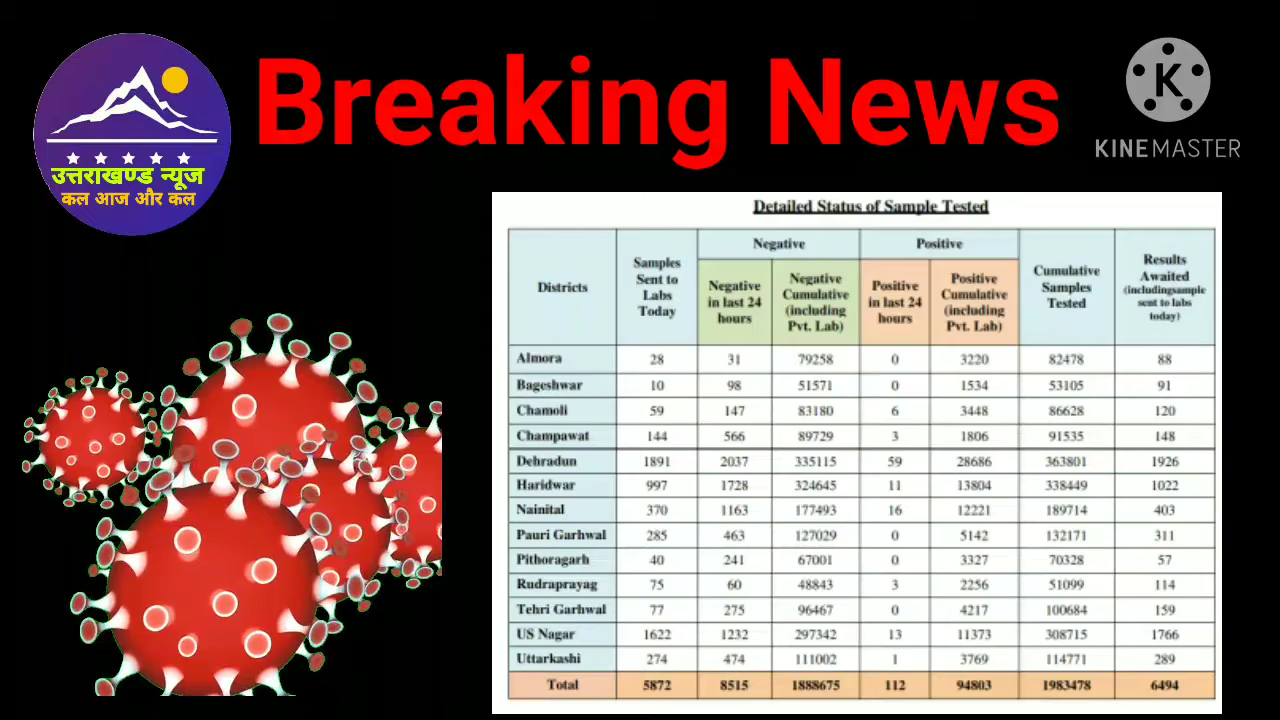 Breaking News
उत्तराखण्ड न्यूज
कल आज और कल
K
KINEMASTER
Detailed Status of Sample Tested
Districts Samples Sent to Labs Today Negative Positive Cumulative Samples Tested Results Awaited (includingsample sent to labs today)
Negative in last 24 hours Negative Cumulative (including Pvt. Lab) Positive in last 24 hours Positive Cumulative (including Pvt. Lab)
Almora 28 31 79258 0 3220 82478 88
Bageshwar 10 98 51571 0 1534 53105 91
Chamoli 59 147 83180 6 3448 86628 120
Champawat 144 566 89729 3 1806 91535 148
Dehradun 1891 2037 335115 59 28686 363801 1926
Haridwar 997 1728 324645 11 13804 338449 1022
Nainital 370 1163 177493 16 12221 189714 403
Pauri Garhwal 285 463 127029 0 5142 132171 311
Pithoragarh 40 241 67001 0 3327 70328 57
Rudraprayag 75 60 48843 3 2256 51099 114
Tehri Garhwal 77 275 96467 0 4217 100684 159
US Nagar 1622 1232 297342 13 11373 308715 1766
Uttarkashi 274 474 111002 1 3769 114771 289
Total 5872 8515 1888675 112 94803 1983478 6494